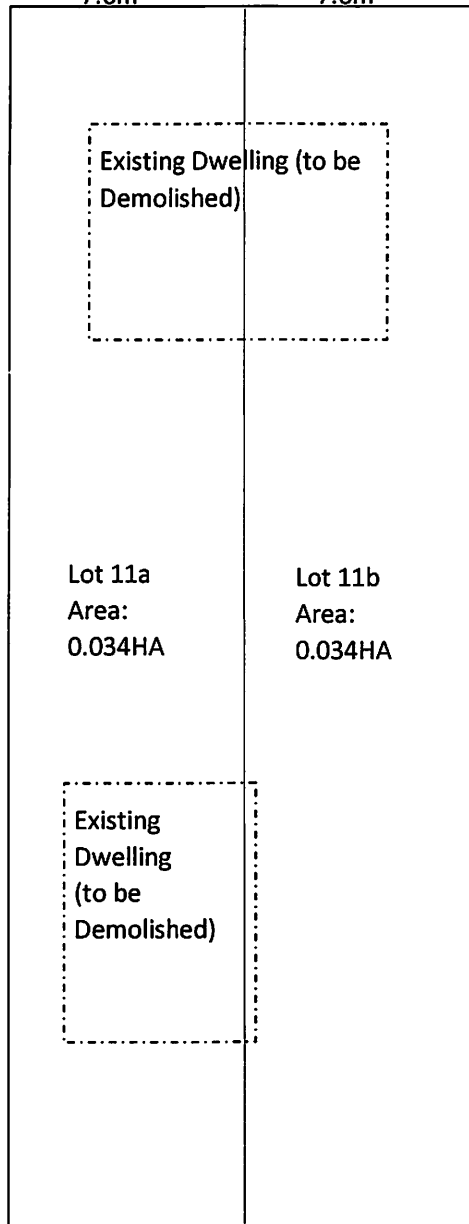 Existing Dwelling (to be
Demolished)
Lot 11a
Area:
0.034HA
Lot 11b
Area:
0.034HA
Existing
Dwelling
(to be
Demolished)